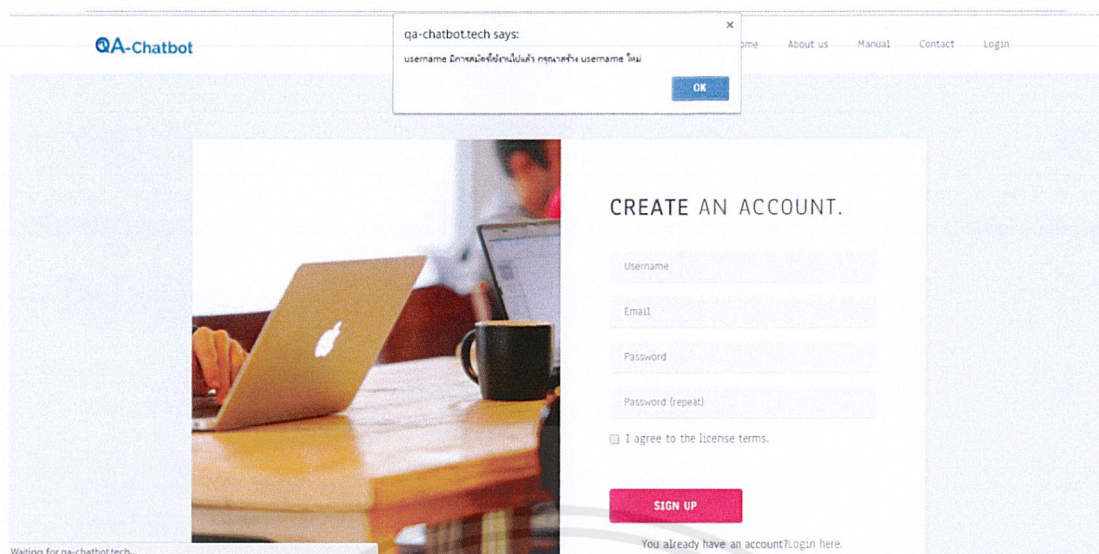 QA-Chatbot
qa-chatbot.tech says:
username มีการสมัครใช้งานไปแล้ว กรุณาสร้าง username ใหม่
OK
About us Manual Contact Login
CREATE AN ACCOUNT.
Username
Email
Password
Password (repeat)
I agree to the license terms.
SIGN UP
You already have an account?Login here.
Waiting for qa-chatbot.tech...